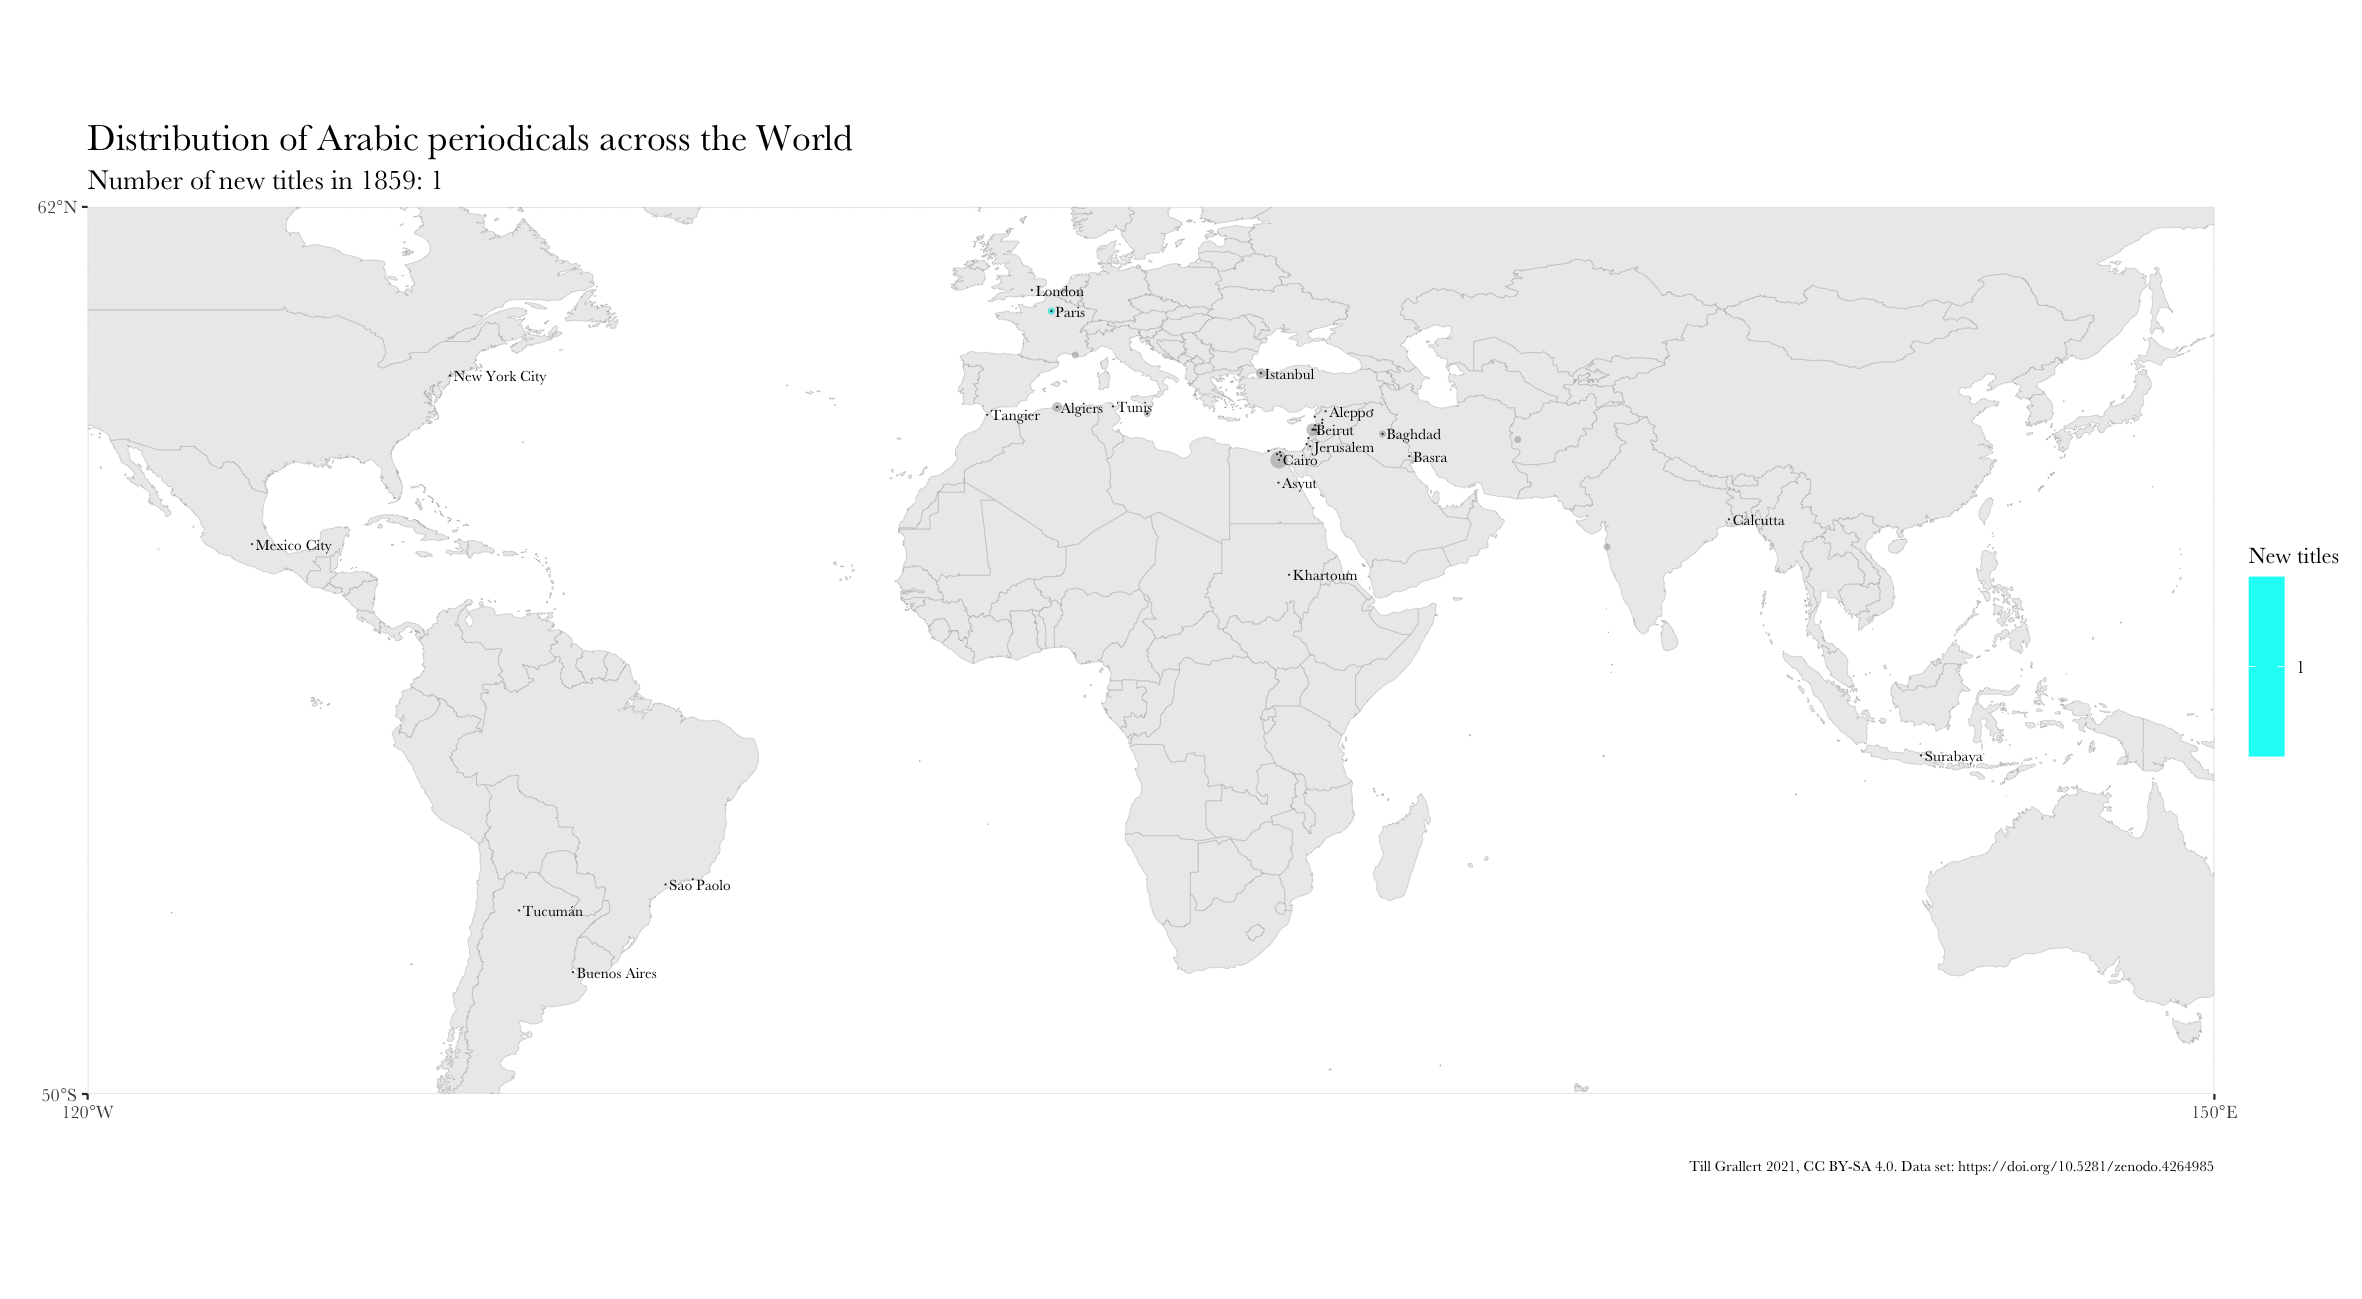 Distribution of Arabic periodicals across the World
Number of new titles in 1859: 1
62°N
London
Paris
New York City
Istanbul
Tangier
Algiers
Tunis
Aleppo
Beirut
Baghdad
Jerusalem
Basra
Cairo
Asyut
Calcutta
Mexico City
Khartoum
New titles
1
Surabaya
Sao Paolo
Tucumán
Buenos Aires
50°S
120°W
150°E
Till Grallert 2021, CC BY-SA 4.0. Data set: https://doi.org/10.5281/zenodo.4264985